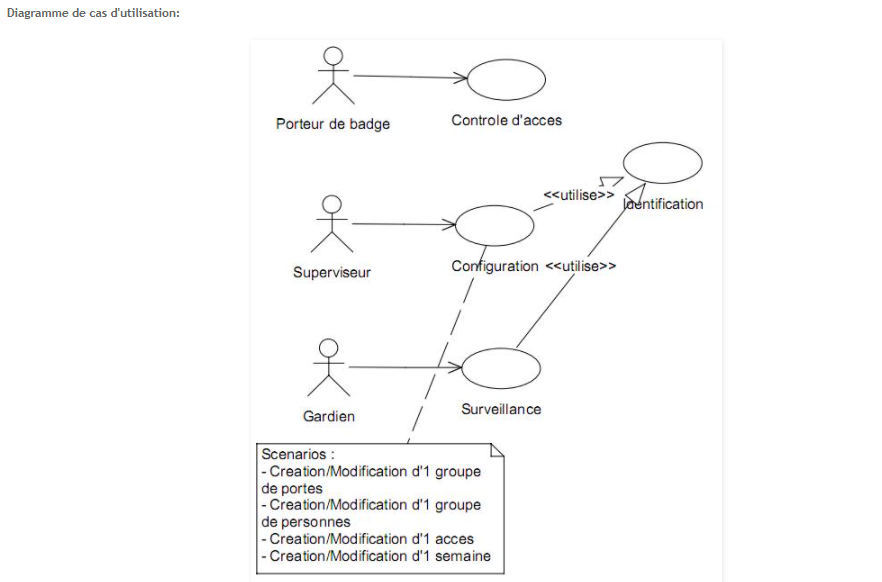 Diagramme de cas d'utilisation:
Porteur de badge
Controle d'acces
<<utilise>>
Identification
Superviseur
Configuration
<<utilise>>
Gardien
Surveillance
Scenarios :
- Creation/Modification d'1 groupe
de portes
- Creation/Modification d'1 groupe
de personnes
- Creation/Modification d'1 acces
- Creation/Modification d'1 semaine